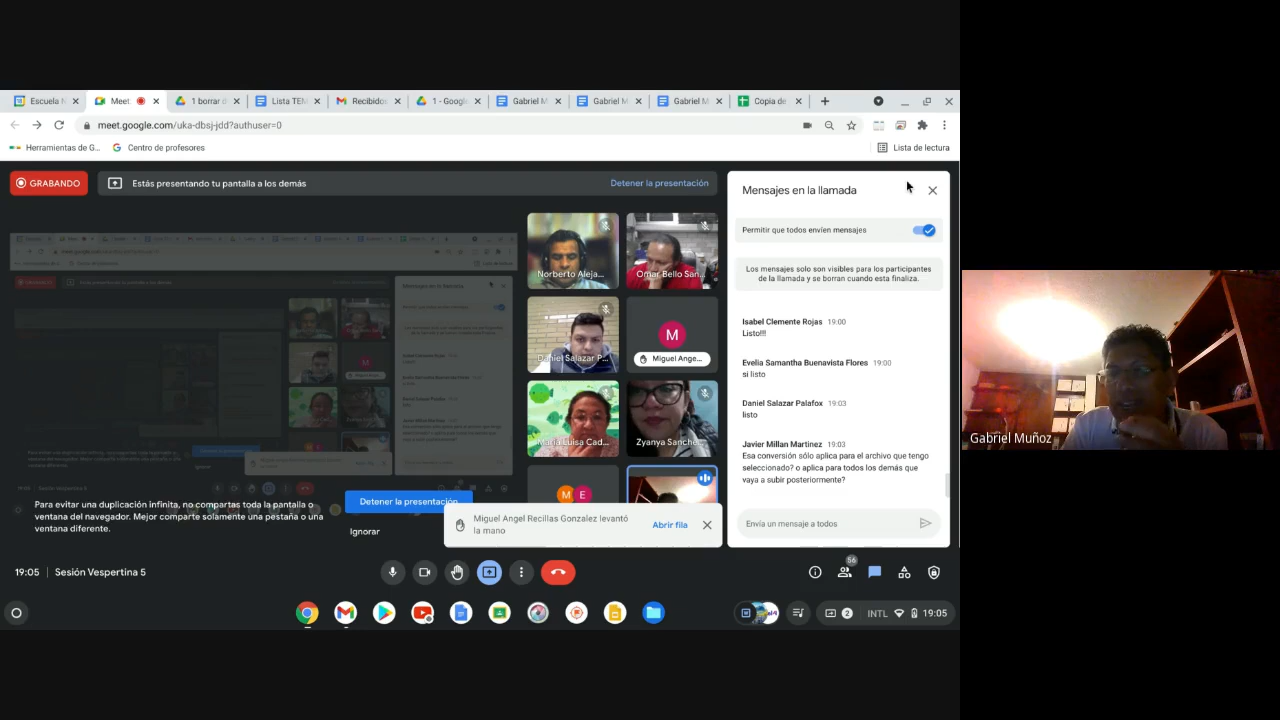 Escuela N
Meet
1 borrar d
Lista TEM
Recibidos
1 - Google
Gabriel M
Gabriel M
Gabriel M
Copia de
meet.google.com/uka-dbsj-jdd?authuser=0
Herramientas de G...
Centro de profesores
Lista de lectura
GRABANDO
Estás presentando tu pantalla a los demás
Detener la presentación
Mensajes en la llamada
Permitir que todos envíen mensajes
Los mensajes solo son visibles para los participantes
de la llamada y se borran cuando esta finaliza.
Isabel Clemente Rojas 19:00
Listo!!!
Evelia Samantha Buenavista Flores 19:00
si listo
Daniel Salazar Palafox 19:03
listo
Javier Millan Martinez 19:03
Esa conversión sólo aplica para el archivo que tengo
seleccionado? o aplica para todos los demás que
vaya a subir posteriormente?
Envía un mensaje a todos
Norberto Aleja...
Omar Bello San...
Daniel Salazar P...
M
Miguel Ange...
Maria Luisa Cad...
Zyanya Sanche...
M E
Para evitar una duplicación infinita, no compartas toda la pantalla o
ventana del navegador. Mejor comparte solamente una pestaña o una
ventana diferente.
Detener la presentación
Ignorar
Miguel Angel Recillas Gonzalez levantó
la mano
Abrir fila
19:05 | Sesión Vespertina 5
56
2
INTL
19:05
Gabriel Muñoz